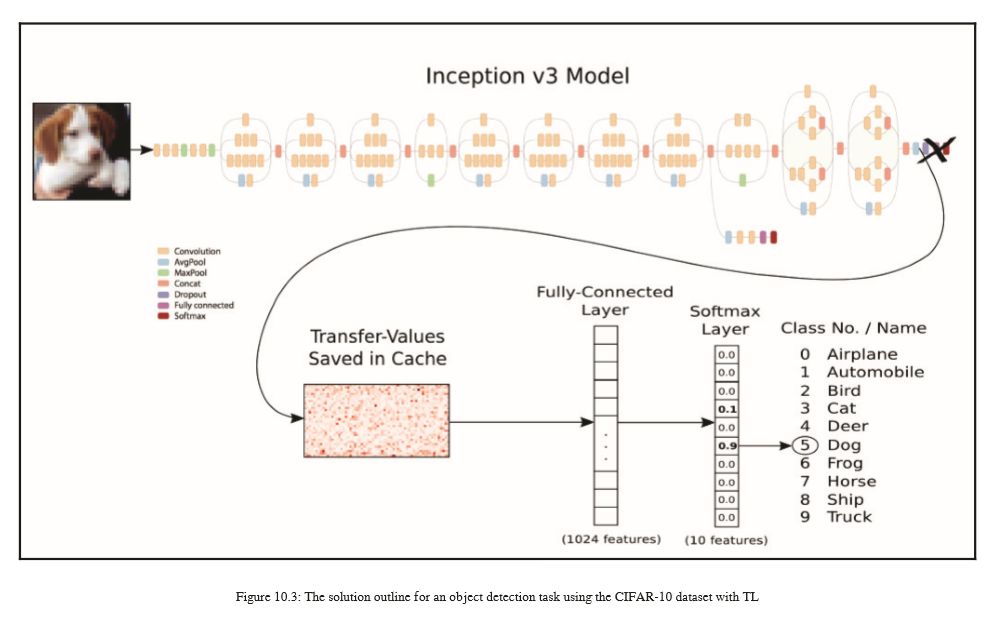 Inception v3 Model
Convolution
AvgPool
MaxPool
Concat
Dropout
Fully connected
Softmax
Transfer-Values
Saved in Cache
Fully-Connected
Layer
(1024 features)
Softmax
Layer
0.0
0.0
0.0
0.1
0.0
0.9
0.0
0.0
0.0
0.0
(10 features)
Class No. / Name
0 Airplane
1 Automobile
2 Bird
3 Cat
4 Deer
5 Dog
6 Frog
7 Horse
8 Ship
9 Truck
Figure 10.3: The solution outline for an object detection task using the CIFAR-10 dataset with TL